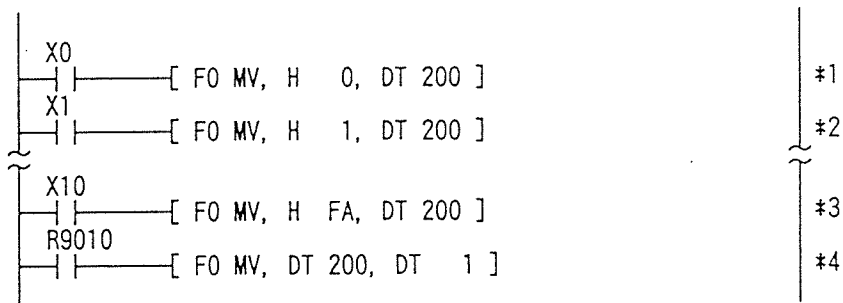 X0
[ F0 MV, H 0, DT 200 ] *1
X1
[ F0 MV, H 1, DT 200 ] *2
X10
[ F0 MV, H FA, DT 200 ] *3
R9010
[ F0 MV, DT 200, DT 1 ] *4